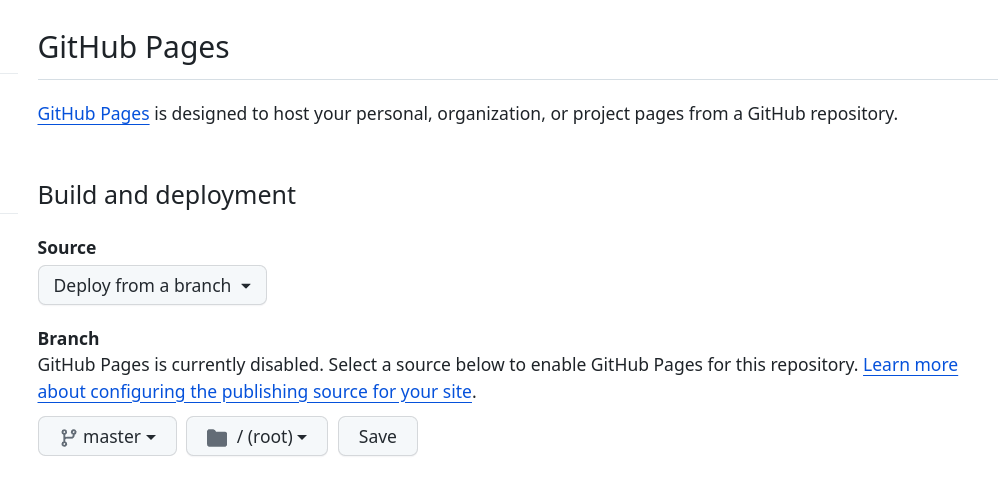 GitHub Pages
GitHub Pages is designed to host your personal, organization, or project pages from a GitHub repository.
Build and deployment
Source
Deploy from a branch
Branch
GitHub Pages is currently disabled. Select a source below to enable GitHub Pages for this repository. Learn more
about configuring the publishing source for your site.
master / (root) Save